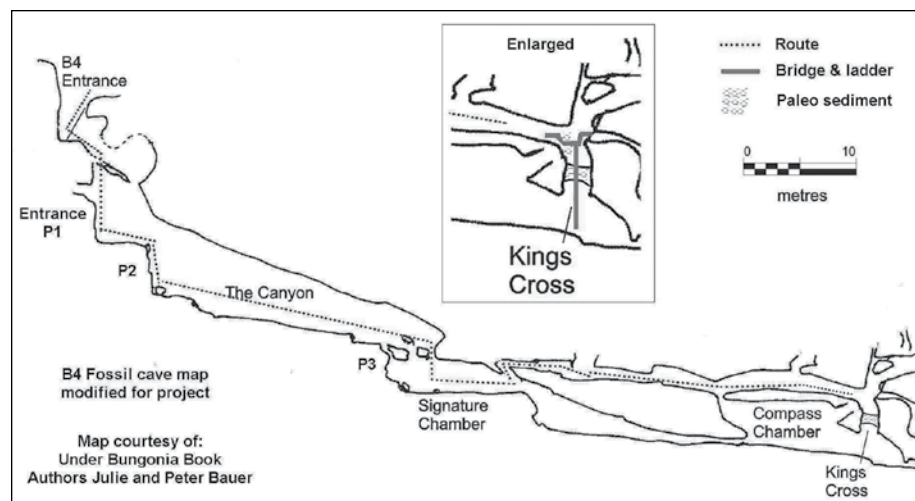 B4
Entrance
Entrance
P1
P2
The Canyon
P3
Signature
Chamber
Compass
Chamber
Kings
Cross
Enlarged
Kings
Cross
Route
Bridge & ladder
Paleo sediment
0 10
metres
B4 Fossil cave map
modified for project
Map courtesy of:
Under Bungonia Book
Authors Julie and Peter Bauer